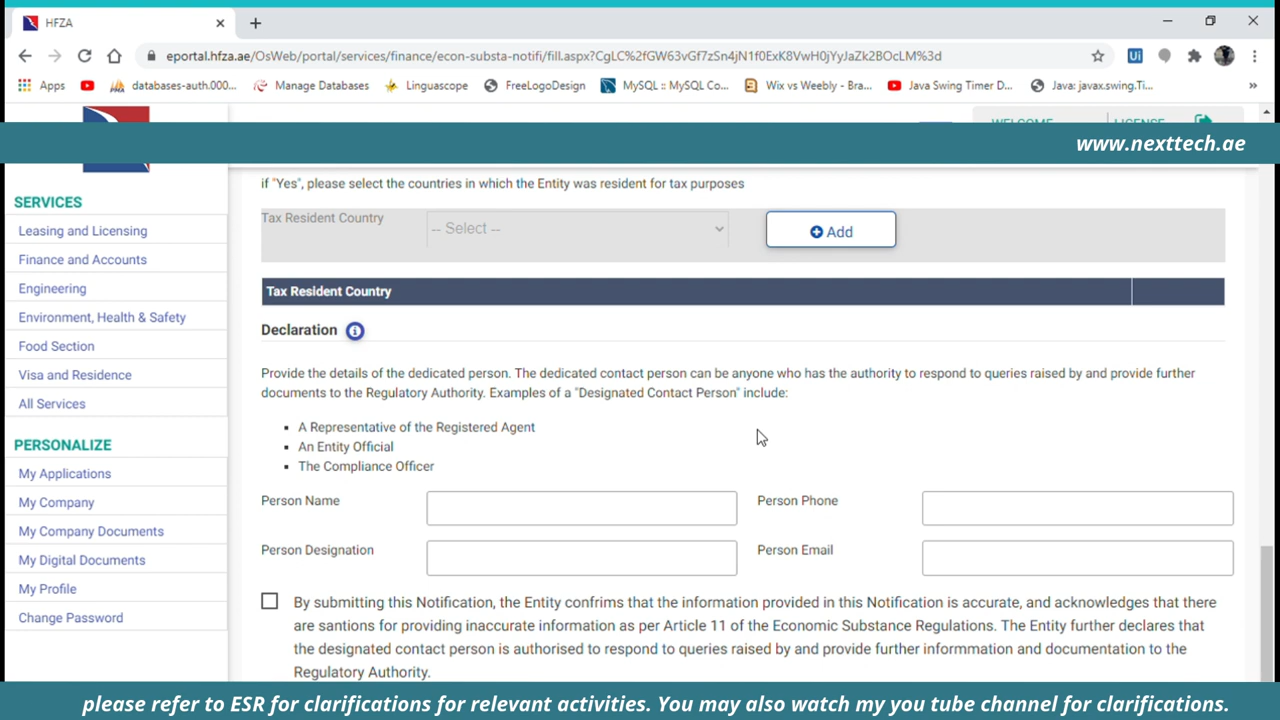 HFZA
eportal.hfza.ae/OsWeb/portal/services/finance/econ-substa-notifi/fill.aspx?CgLC%2fGW63vGf7zSn4jN1f0ExK8VwH0jYyJaZk2BOcLM%3d
Apps
databases-auth.000...
Manage Databases
Linguascope
FreeLogoDesign
MySQL :: MySQL Co...
Wix vs Weebly - Bra...
Java Swing Timer D...
Java: javax.swing.Ti...
WELCOME
LICENSE
www.nexttech.ae
SERVICES
Leasing and Licensing
Finance and Accounts
Engineering
Environment, Health & Safety
Food Section
Visa and Residence
All Services
PERSONALIZE
My Applications
My Company
My Company Documents
My Digital Documents
My Profile
Change Password
if "Yes", please select the countries in which the Entity was resident for tax purposes
Tax Resident Country
-- Select --
Add
Tax Resident Country
Declaration
Provide the details of the dedicated person. The dedicated contact person can be anyone who has the authority to respond to queries raised by and provide further
documents to the Regulatory Authority. Examples of a "Designated Contact Person" include:
A Representative of the Registered Agent
An Entity Official
The Compliance Officer
Person Name
Person Phone
Person Designation
Person Email
By submitting this Notification, the Entity confrims that the information provided in this Notification is accurate, and acknowledges that there
are santions for providing inaccurate information as per Article 11 of the Economic Substance Regulations. The Entity further declares that
the designated contact person is authorised to respond to queries raised by and provide further informmation and documentation to the
Regulatory Authority.
please refer to ESR for clarifications for relevant activities. You may also watch my you tube channel for clarifications.